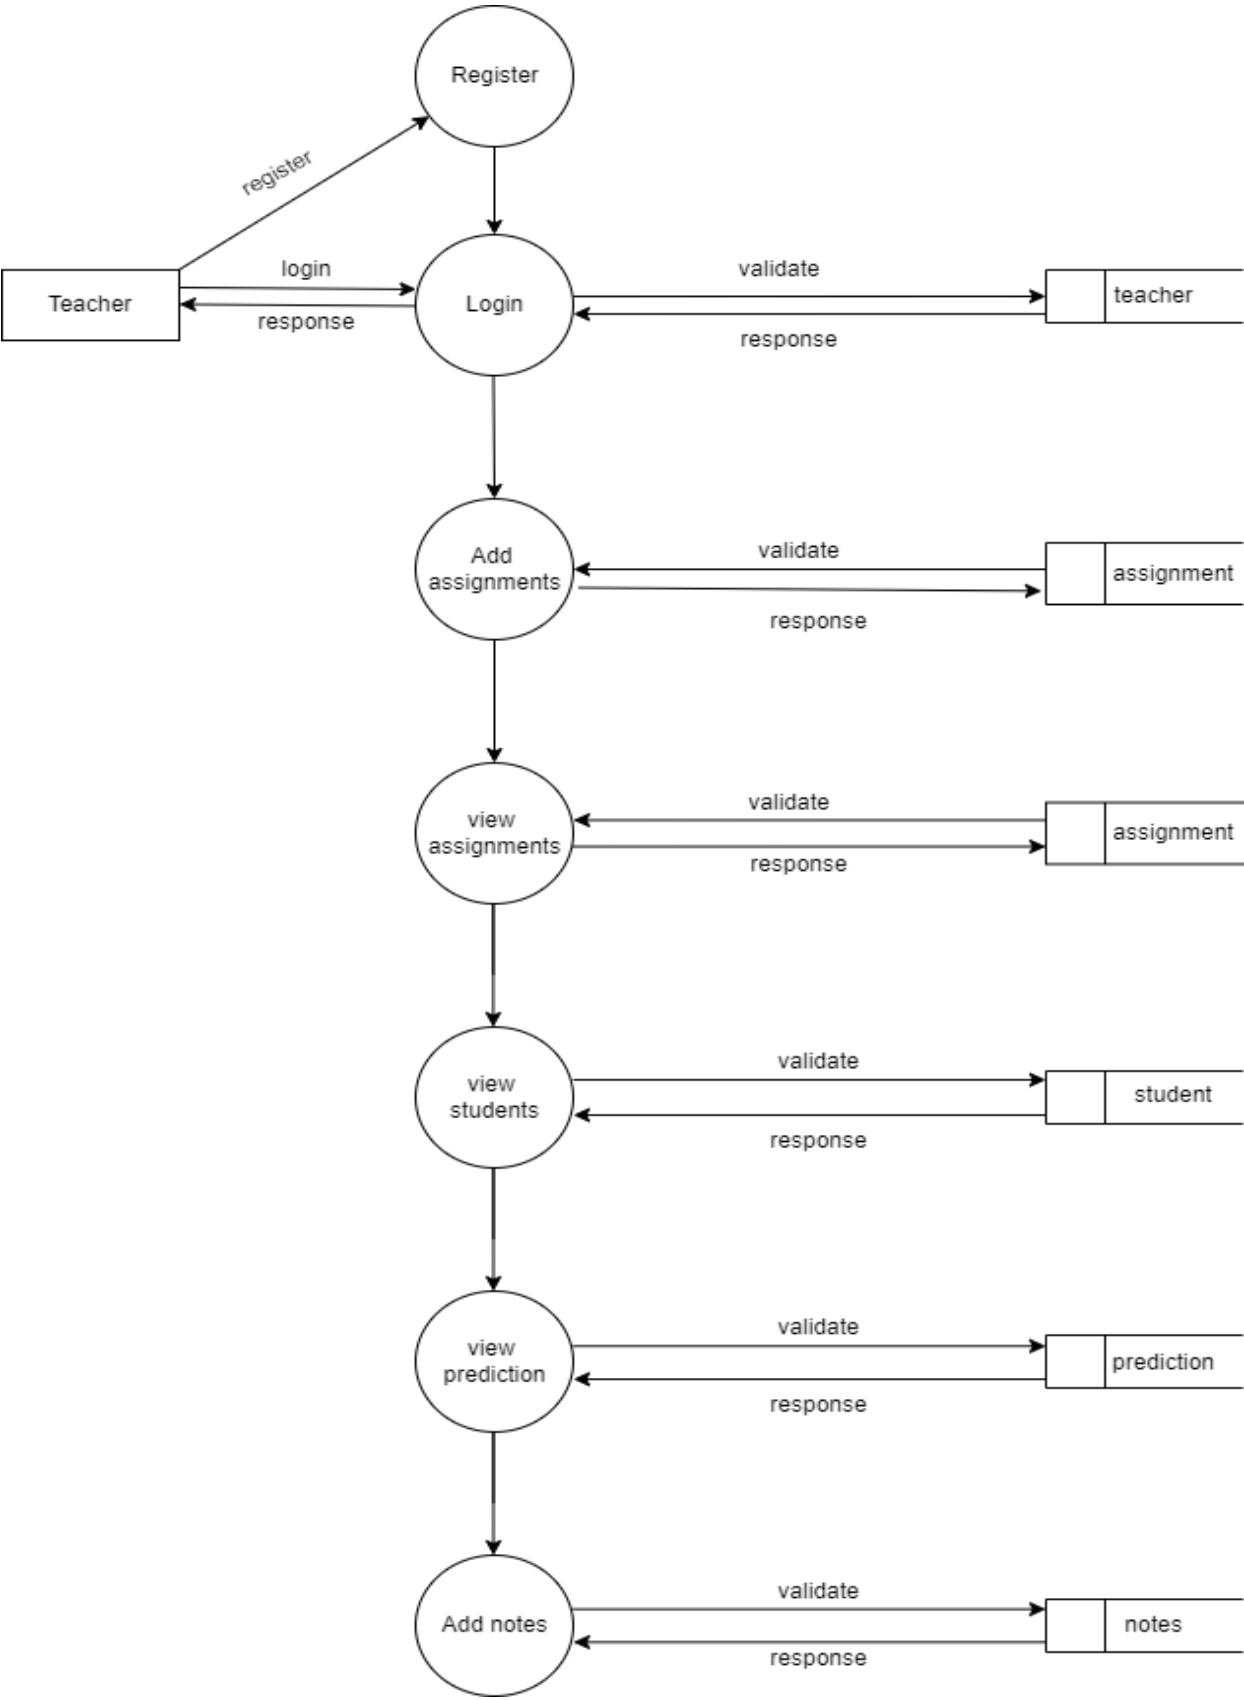 Register
register
login
validate
Teacher
Login
teacher
response
response
Add
assignments
validate
assignment
response
view
assignments
validate
assignment
response
view
students
validate
student
response
view
prediction
validate
prediction
response
Add notes
validate
notes
response